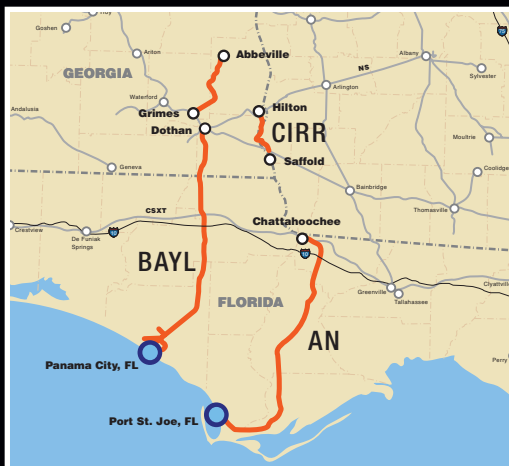 Goshen
Ariton
Abbeville
75
GEORGIA
Albany
NS
Sylvester
Waterford
Arlington
Andalusia
Grimes
Hilton
Dothan
CIRR
Moultrie
Saffold
Geneva
Coolidge
Bainbridge
Thomasville
CSXT
Chattahoochee
Crestview
10
De Funiak
Springs
10
BAYL
Clyattville
Greenville
Tallahassee
FLORIDA
AN
Perry
Panama City, FL
Port St. Joe, FL